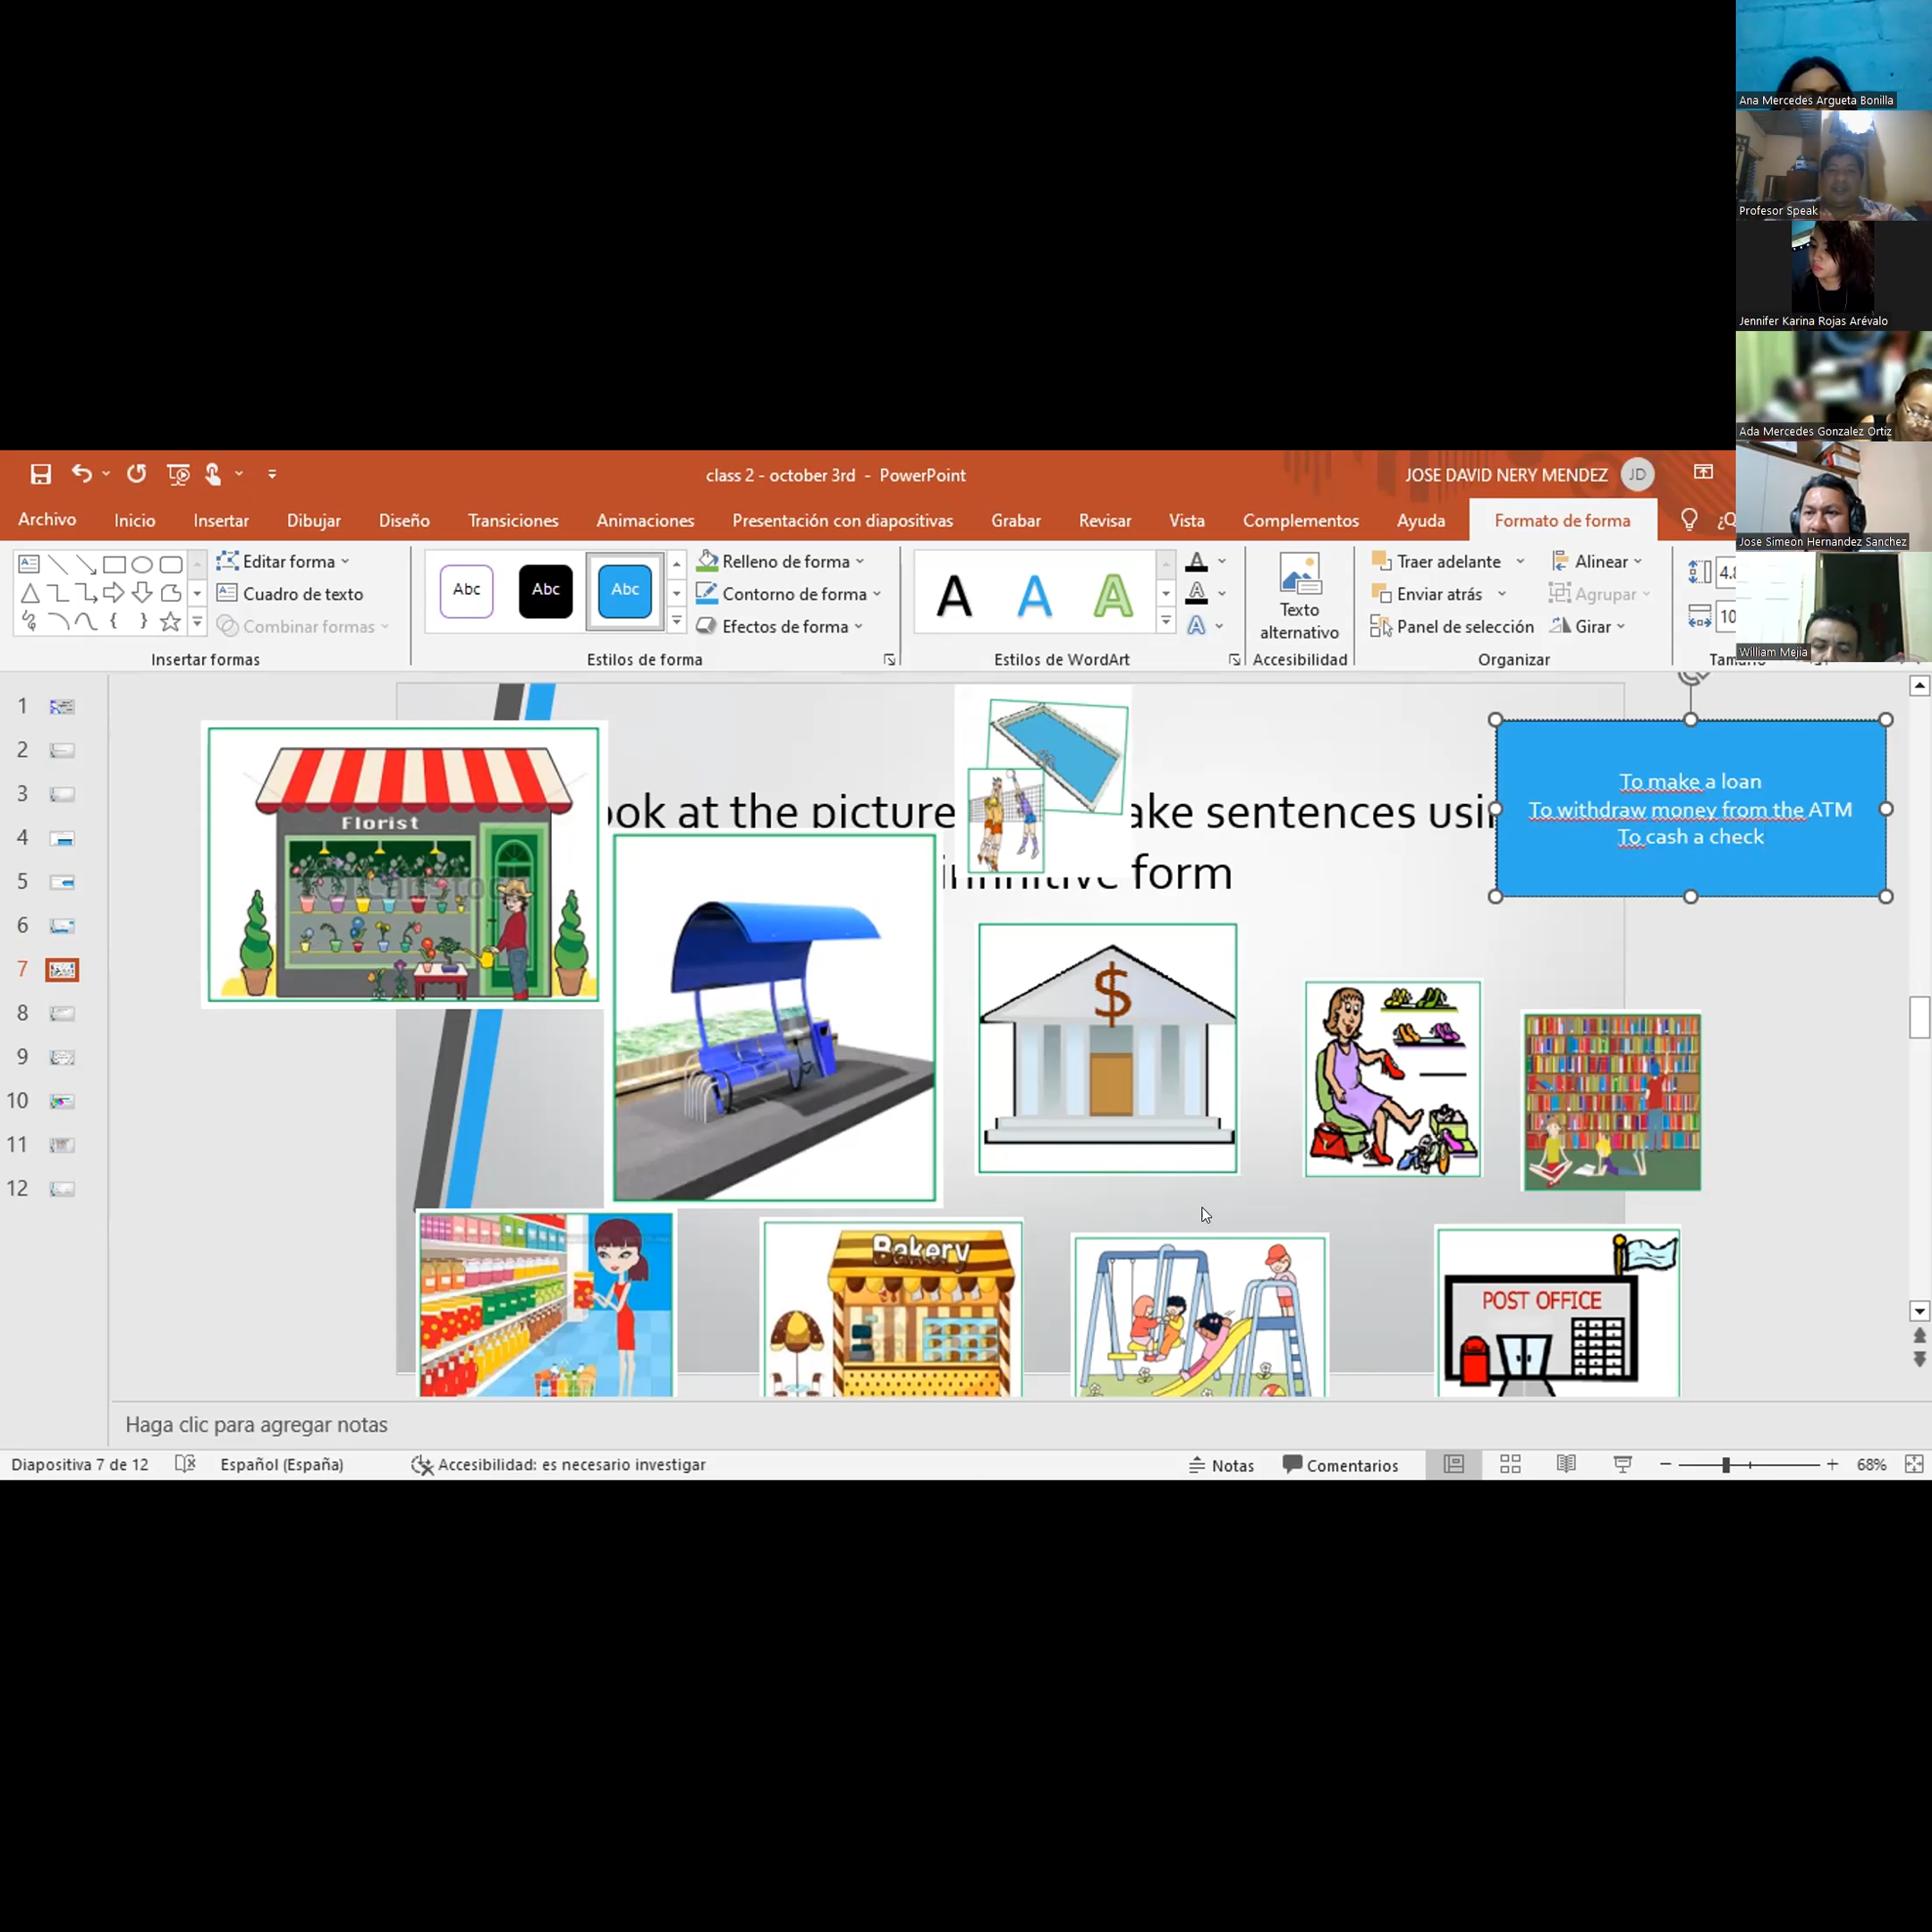 Ana Mercedes Argueta Bonilla
Profesor Speak
Jennifer Karina Rojas Arévalo
Ada Mercedes Gonzalez Ortiz
Jose Simeon Hernandez Sanchez
William Mejia
class 2 - october 3rd - PowerPoint
JOSE DAVID NERY MENDEZ JD
Archivo Inicio Insertar Dibujar Diseño Transiciones Animaciones Presentación con diapositivas Grabar Revisar Vista Complementos Ayuda Formato de forma
Editar forma
Cuadro de texto
Combinar formas
Insertar formas
Abc Abc Abc
Relleno de forma
Contorno de forma
Efectos de forma
Estilos de forma
A A A
Estilos de WordArt
Texto
alternativo
Accesibilidad
Traer adelante
Enviar atrás
Panel de selección
Alinear
Agrupar
Girar
Organizar
1
2
3
4
5
6
7
8
9
10
11
12
ook at the picture ake sentences usi
form
Florist
To make a loan
To withdraw money from the ATM
To cash a check
$
Bakery
POST OFFICE
Haga clic para agregar notas
Diapositiva 7 de 12 Español (España) Accesibilidad: es necesario investigar Notas Comentarios 68%